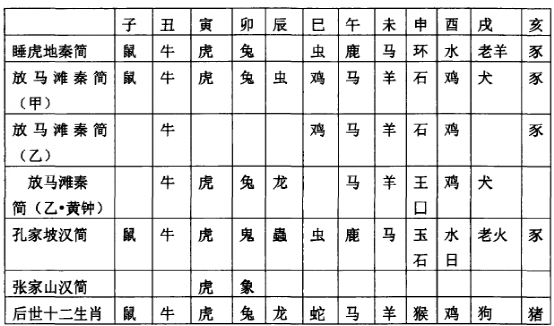 子 丑 寅 卯 辰 巳 午 未 申 酉 戌 亥
睡虎地秦简 鼠 牛 虎 兔 虫 鹿 马 环 水 老羊 豕
放马滩秦简 鼠 牛 虎 兔 虫 鸡 马 羊 石 鸡 犬 豕
（甲）
放马滩秦简 牛 鸡 马 羊 石 鸡 豕
（乙）
放马滩秦 牛 虎 兔 龙 马 羊 王 鸡 犬
简（乙•黄钟） 口
孔家坡汉简 鼠 牛 虎 鬼 蟲 虫 鹿 马 玉 水 老火 豕
石 日
张家山汉简 虎 象
后世十二生肖 鼠 牛 虎 兔 龙 蛇 马 羊 猴 鸡 狗 猪